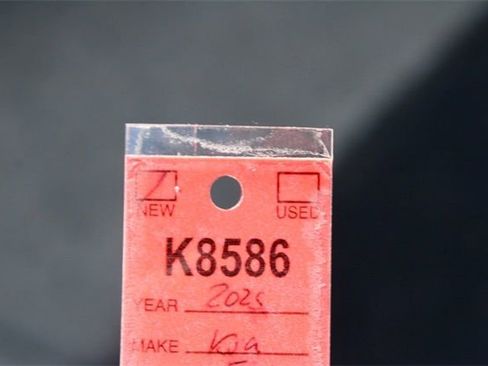 NEW USED
K8586
YEAR
MAKE Kia